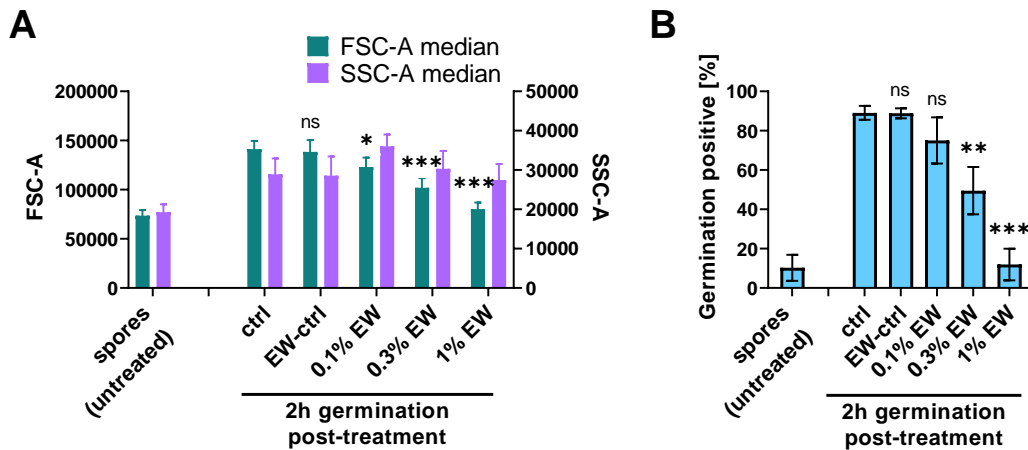 A
FSC-A median
SSC-A median
200000
150000
100000
50000
0
FSC-A
50000
40000
30000
20000
10000
0
SSC-A
ns
*
***
***
spores
(untreated)
ctrl
EW-ctrl
0.1% EW
0.3% EW
1% EW
2h germination
post-treatment
B
Germination positive [%]
100
80
60
40
20
0
ns
ns
**
***
spores
(untreated)
ctrl
EW-ctrl
0.1% EW
0.3% EW
1% EW
2h germination
post-treatment